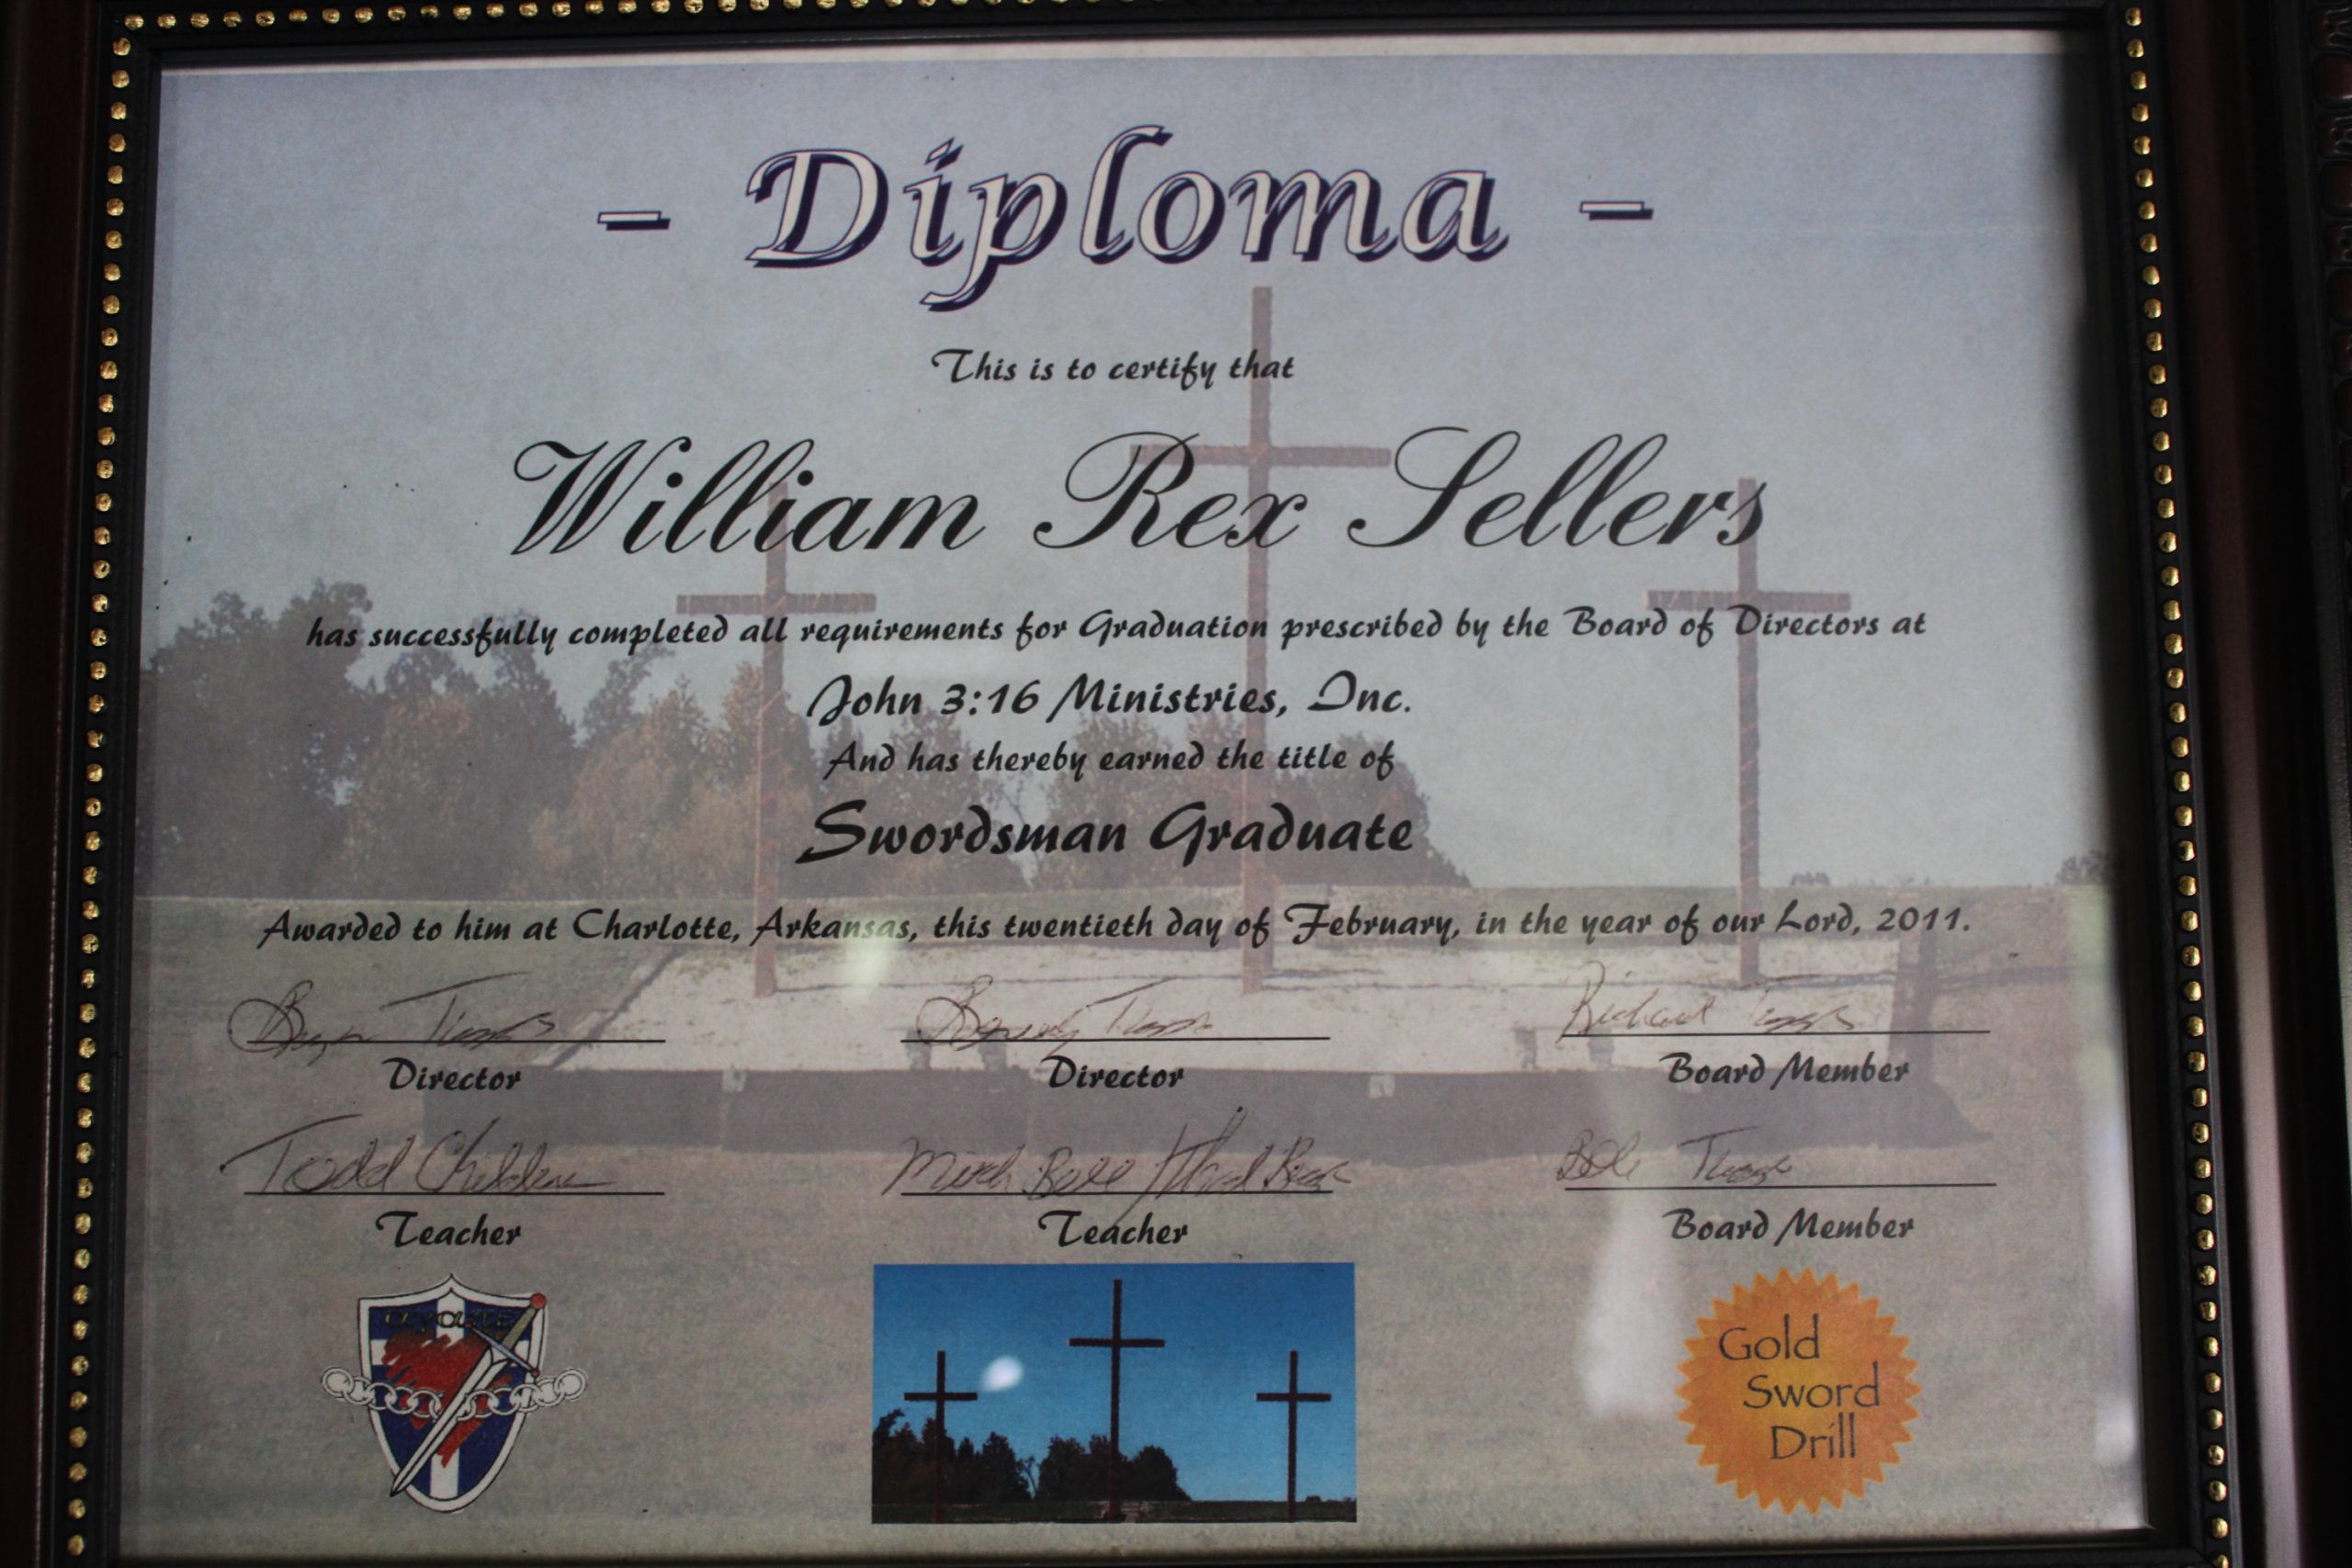 - Diploma -
This is to certify that
William Rex Sellers
has successfully completed all requirements for Graduation prescribed by the Board of Directors at
John 3:16 Ministries, Inc.
And has thereby earned the title of
Swordsman Graduate
Awarded to him at Charlotte, Arkansas, this twentieth day of February, in the year of our Lord, 2011.
Richard
Director
Director
Board Member
Todd
Teacher
Teacher
Board Member
Gold
Sword
Drill